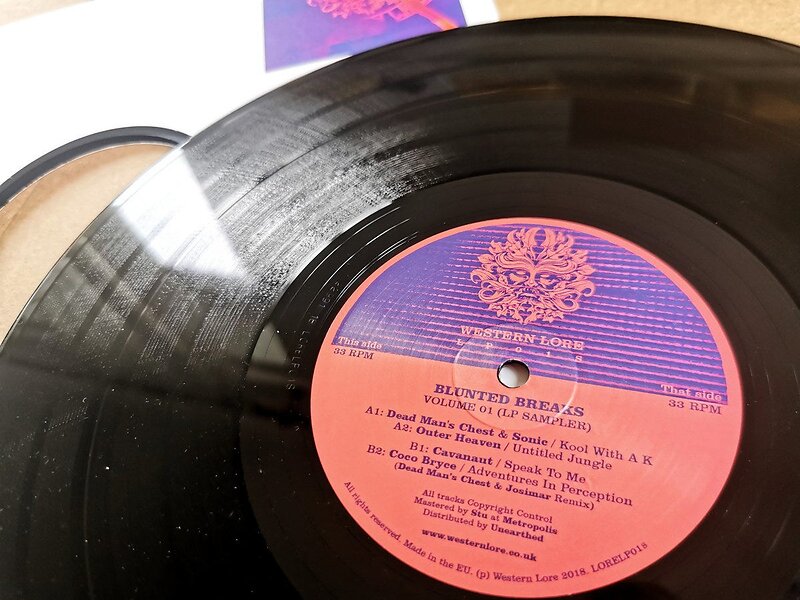 WESTERN LORE
L P 1 S
This side
33 RPM
That side
33 RPM
BLUNTED BREAKS
VOLUME 01 (LP SAMPLER)
A1: Dead Man's Chest & Sonic / Kool With A K
A2: Outer Heaven / Untitled Jungle
B1: Cavanaut / Speak To Me
B2: Coco Bryce / Adventures In Perception
(Dead Man's Chest & Josimar Remix)
All tracks Copyright Control
Mastered by Stu at Metropolis
Distributed by Unearthed
www.westernlore.co.uk
All rights reserved. Made in the EU. (p) Western Lore 2018. LORELP01S